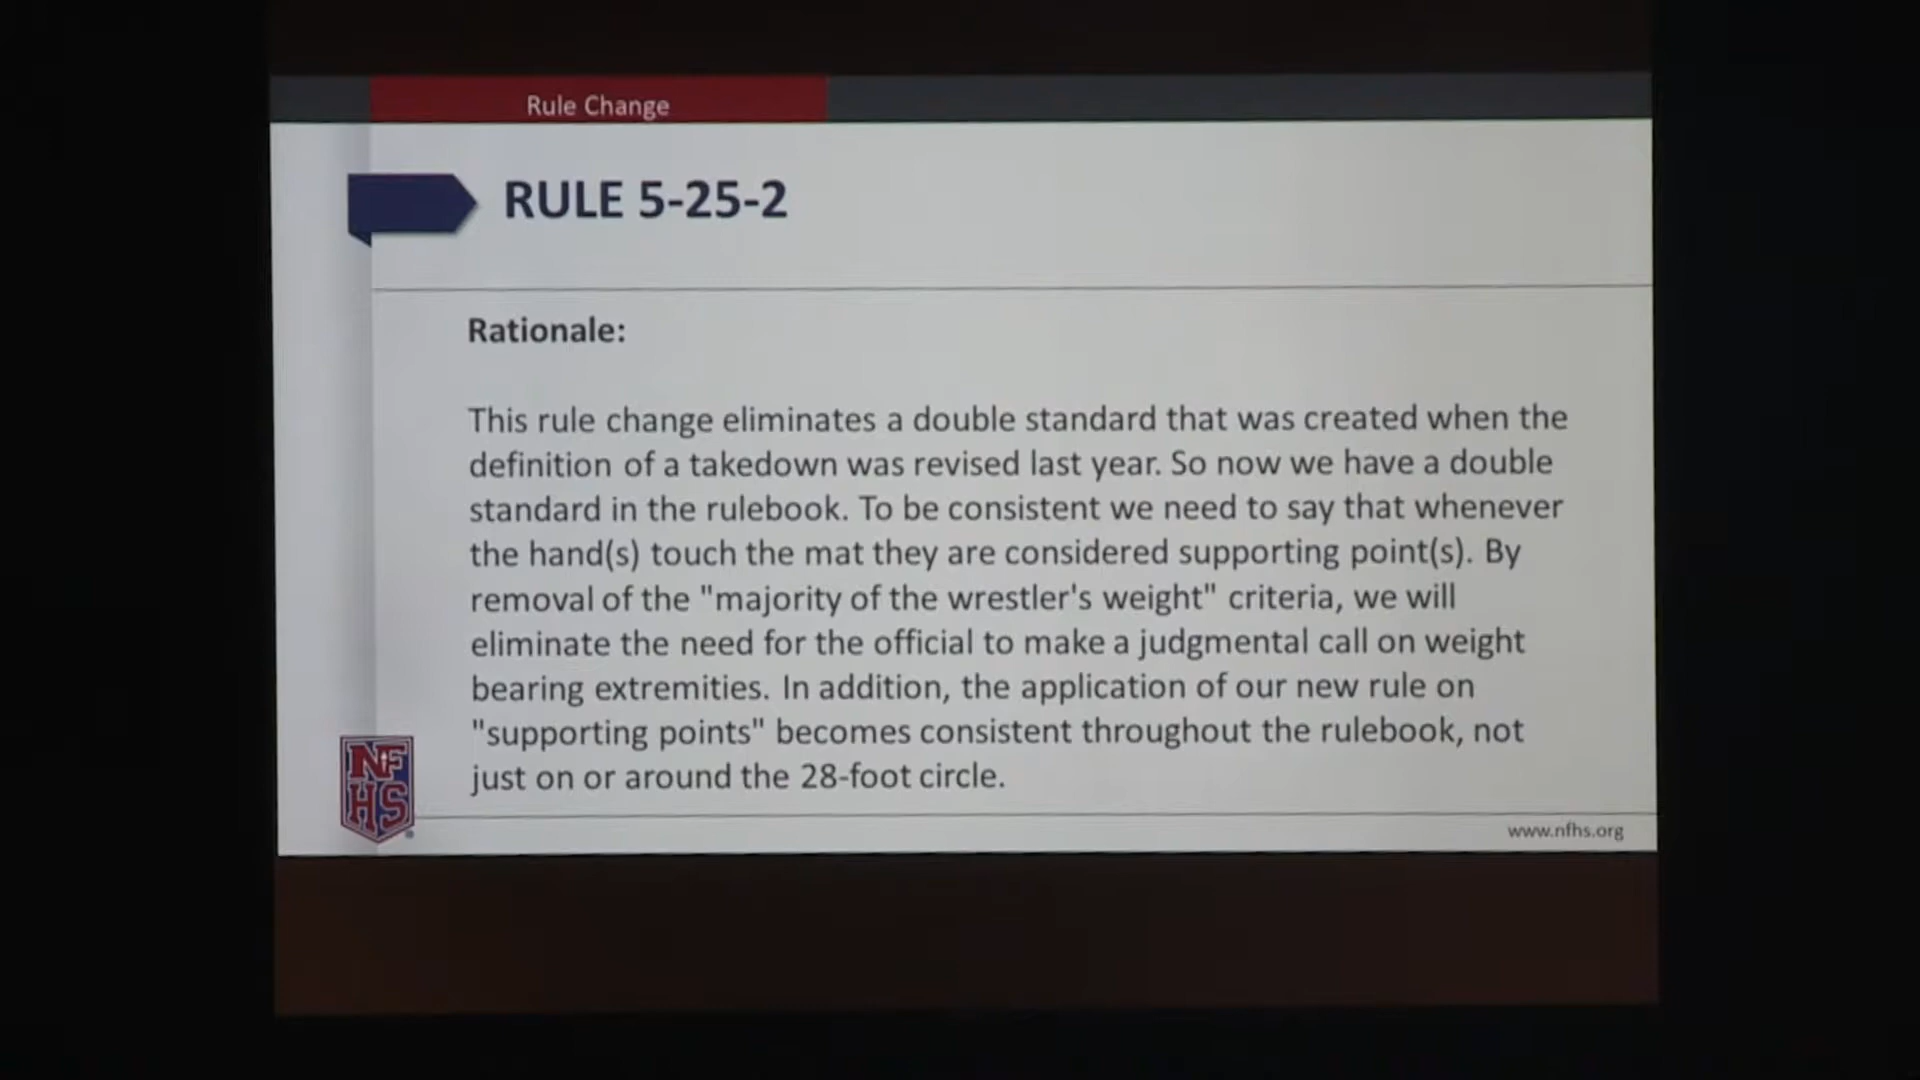 Rule Change
RULE 5-25-2
Rationale:
This rule change eliminates a double standard that was created when the
definition of a takedown was revised last year. So now we have a double
standard in the rulebook. To be consistent we need to say that whenever
the hand(s) touch the mat they are considered supporting point(s). By
removal of the "majority of the wrestler's weight" criteria, we will
eliminate the need for the official to make a judgmental call on weight
bearing extremities. In addition, the application of our new rule on
"supporting points" becomes consistent throughout the rulebook, not
just on or around the 28-foot circle.
NF
HS
www.nfhs.org